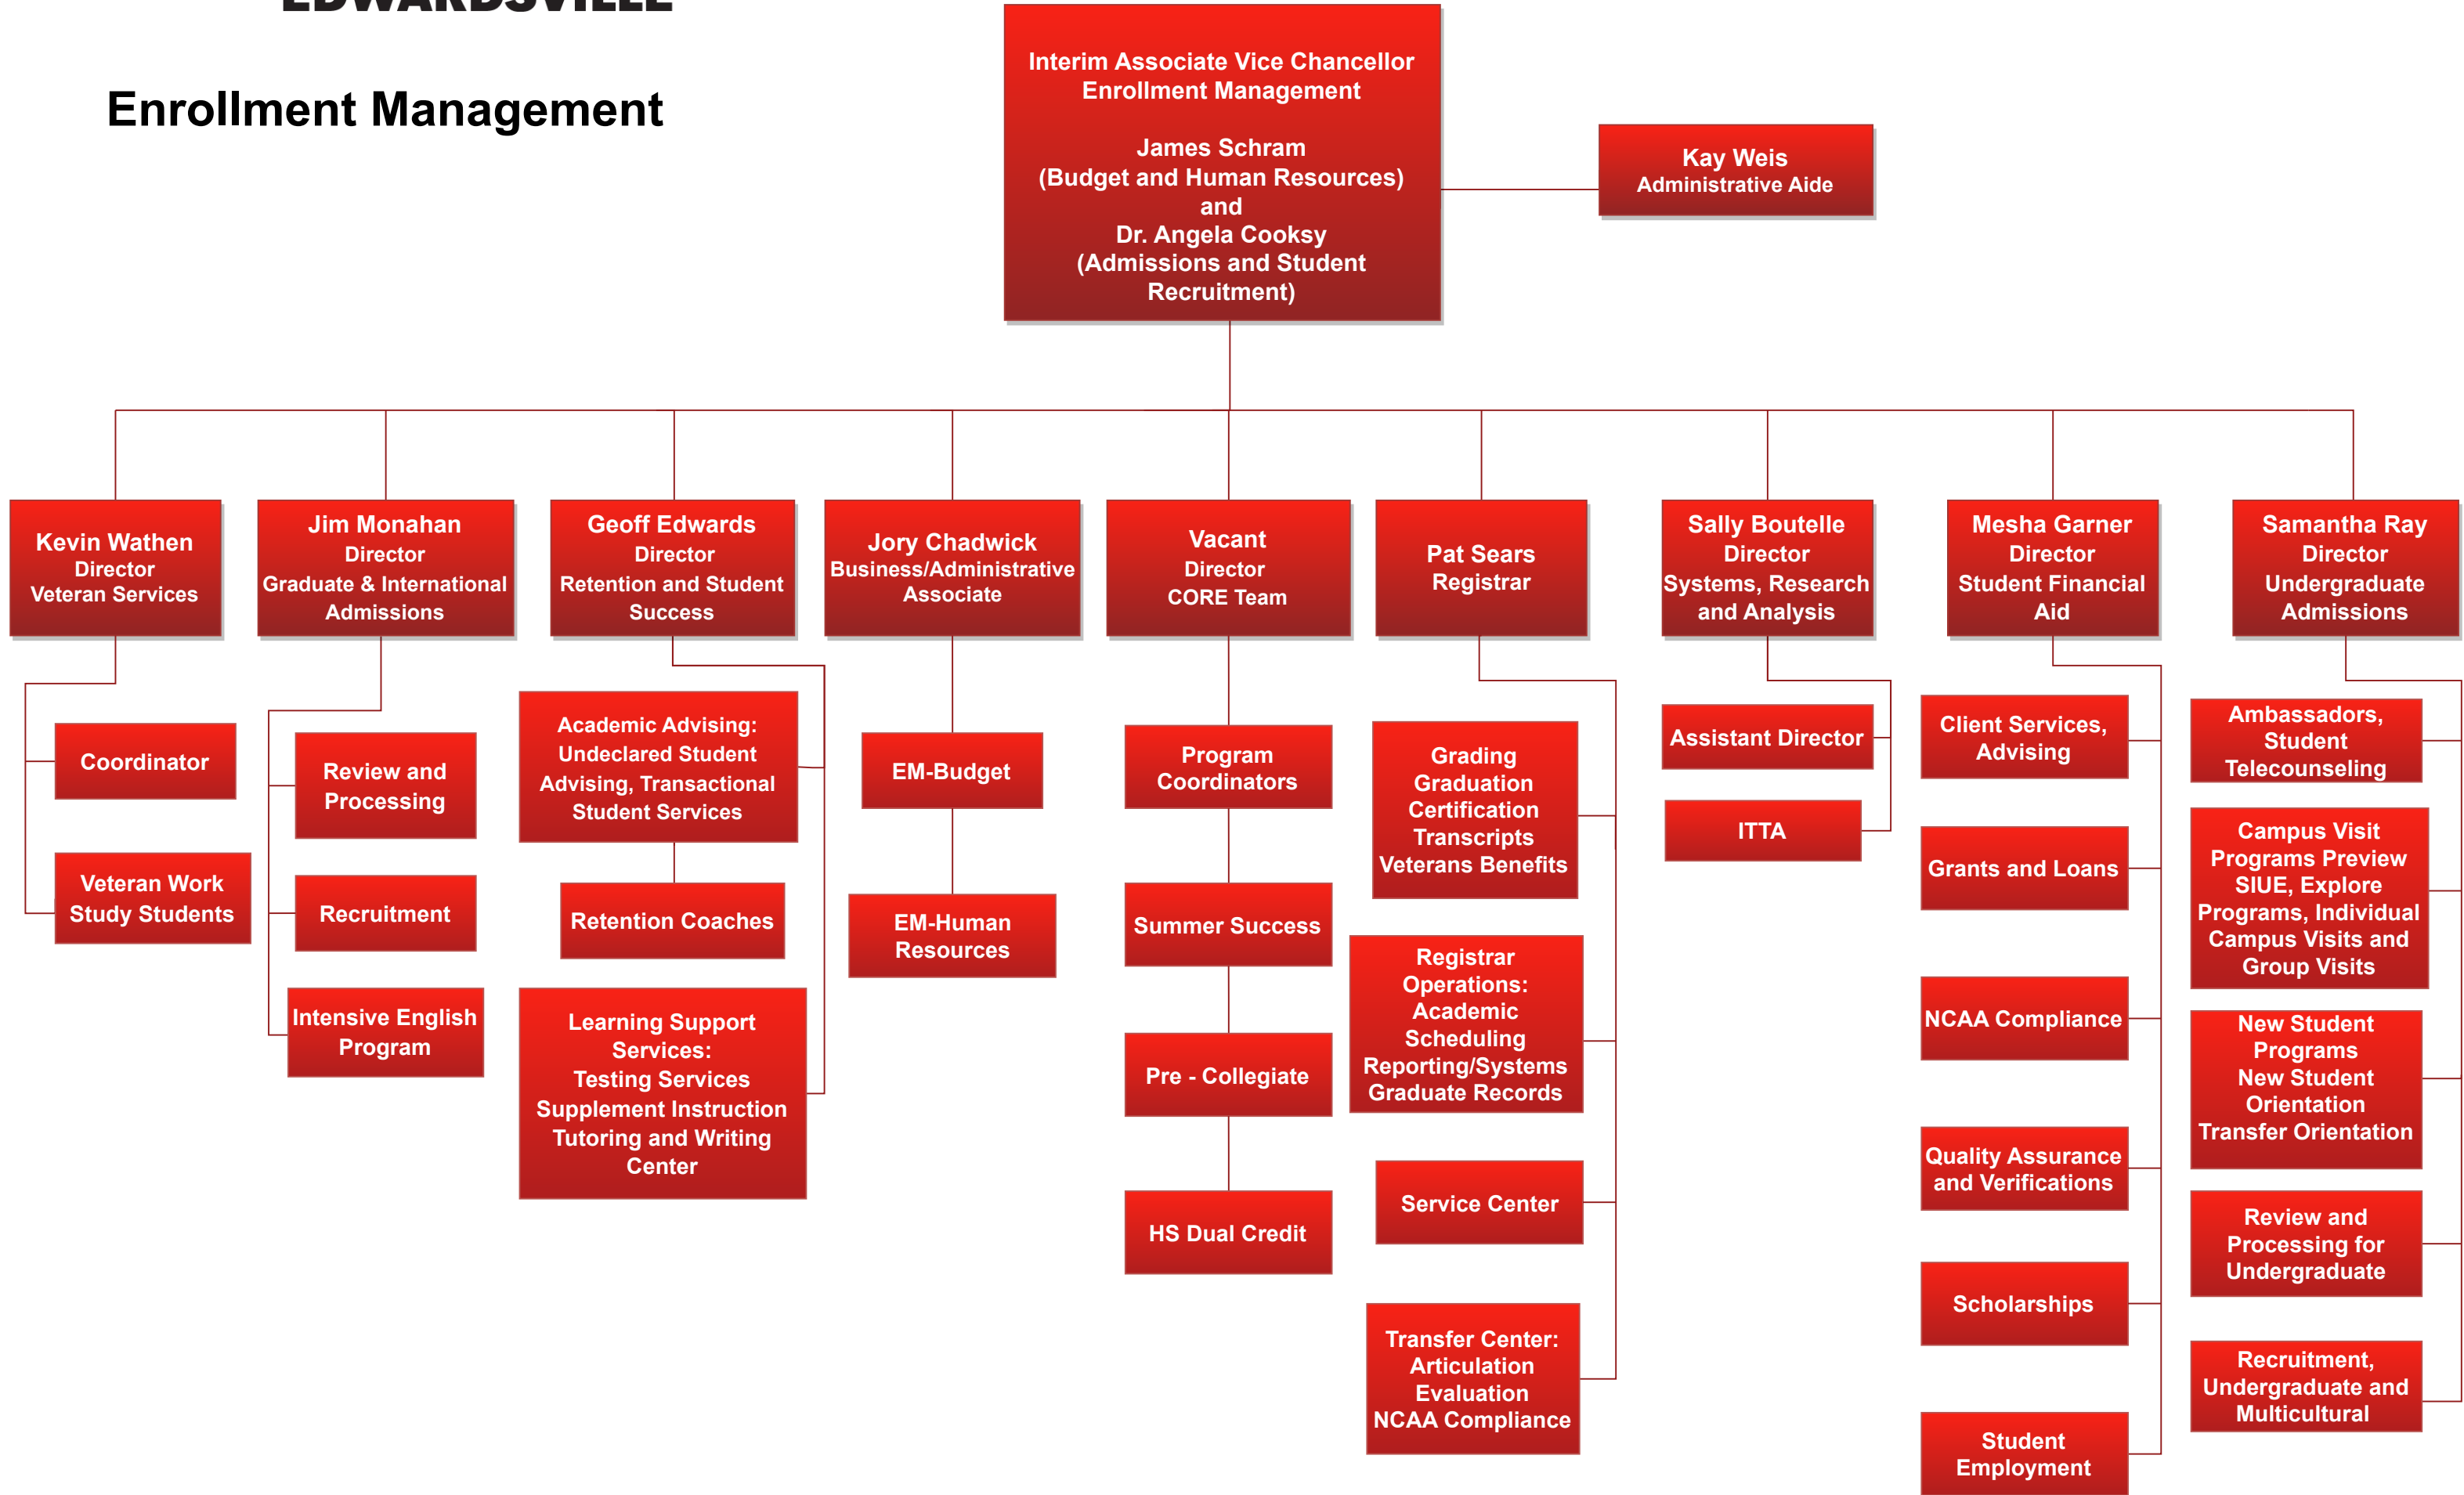 EDWARDSVILLE
Enrollment Management
Interim Associate Vice Chancellor
Enrollment Management
James Schram
(Budget and Human Resources)
and
Dr. Angela Cooksy
(Admissions and Student
Recruitment)
Kay Weis
Administrative Aide
Kevin Wathen
Director
Veteran Services
Coordinator
Veteran Work
Study Students
Jim Monahan
Director
Graduate & International
Admissions
Review and
Processing
Recruitment
Intensive English
Program
Geoff Edwards
Director
Retention and Student
Success
Academic Advising:
Undeclared Student
Advising, Transactional
Student Services
Retention Coaches
Learning Support
Services:
Testing Services
Supplement Instruction
Tutoring and Writing
Center
Jory Chadwick
Business/Administrative
Associate
EM-Budget
EM-Human
Resources
Vacant
Director
CORE Team
Program
Coordinators
Summer Success
Pre - Collegiate
HS Dual Credit
Pat Sears
Registrar
Grading
Graduation
Certification
Transcripts
Veterans Benefits
Registrar
Operations:
Academic
Scheduling
Reporting/Systems
Graduate Records
Service Center
Transfer Center:
Articulation
Evaluation
NCAA Compliance
Sally Boutelle
Director
Systems, Research
and Analysis
Assistant Director
ITTA
Mesha Garner
Director
Student Financial
Aid
Client Services,
Advising
Grants and Loans
NCAA Compliance
Quality Assurance
and Verifications
Scholarships
Student
Employment
Samantha Ray
Director
Undergraduate
Admissions
Ambassadors,
Student
Telecounseling
Campus Visit
Programs Preview
SIUE, Explore
Programs, Individual
Campus Visits and
Group Visits
New Student
Programs
New Student
Orientation
Transfer Orientation
Review and
Processing for
Undergraduate
Recruitment,
Undergraduate and
Multicultural